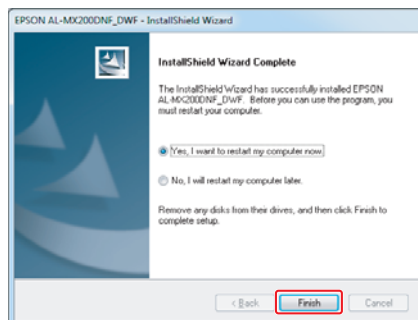 EPSON AL-MX200DNF_DWF - InstallShield Wizard
InstallShield Wizard Complete
The InstallShield Wizard has successfully installed EPSON
AL-MX200DNF_DWF. Before you can use the program, you
must restart your computer.
Yes, I want to restart my computer now.
No, I will restart my computer later.
Remove any disks from their drives, and then click Finish to
complete setup.
< Back
Finish
Cancel